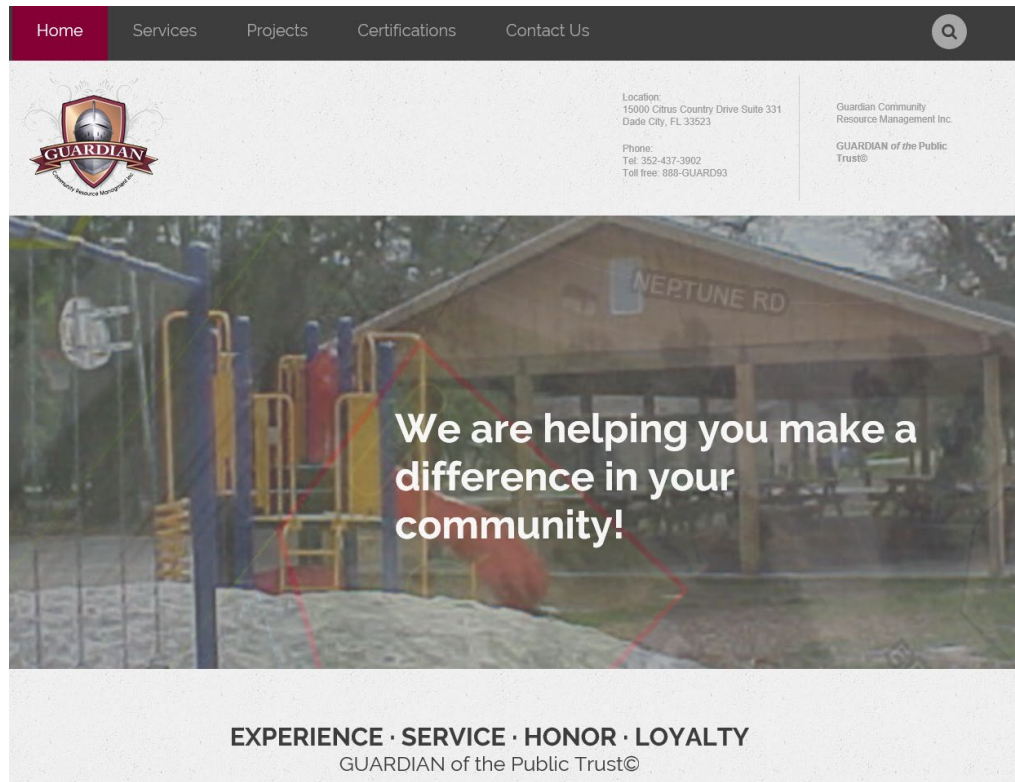 Home Services Projects Certifications Contact Us
GUARDIAN
Community Resource Managment Inc.
Location:
15000 Citrus Country Drive Suite 331
Dade City, FL 33523
Phone:
Tel: 352-437-3902
Toll free: 888-GUARD93
Guardian Community
Resource Management Inc.
GUARDIAN of the Public
Trust©
NEPTUNE RD
We are helping you make a
difference in your
community!
EXPERIENCE · SERVICE · HONOR · LOYALTY
GUARDIAN of the Public Trust©